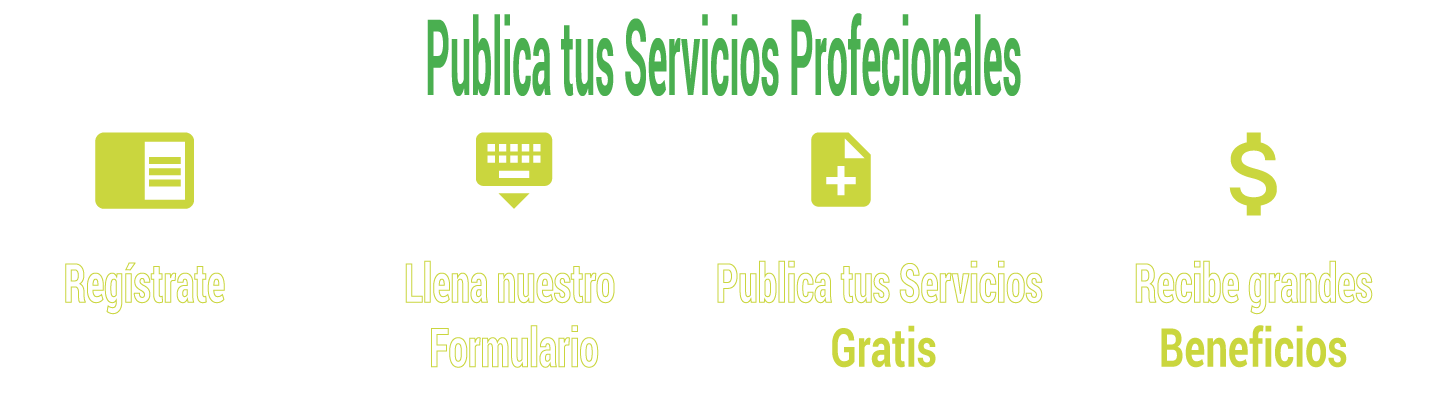 Publica tus Servicios Profecionales
Regístrate
Llena nuestro
Formulario
Publica tus Servicios
Gratis
Recibe grandes
Beneficios